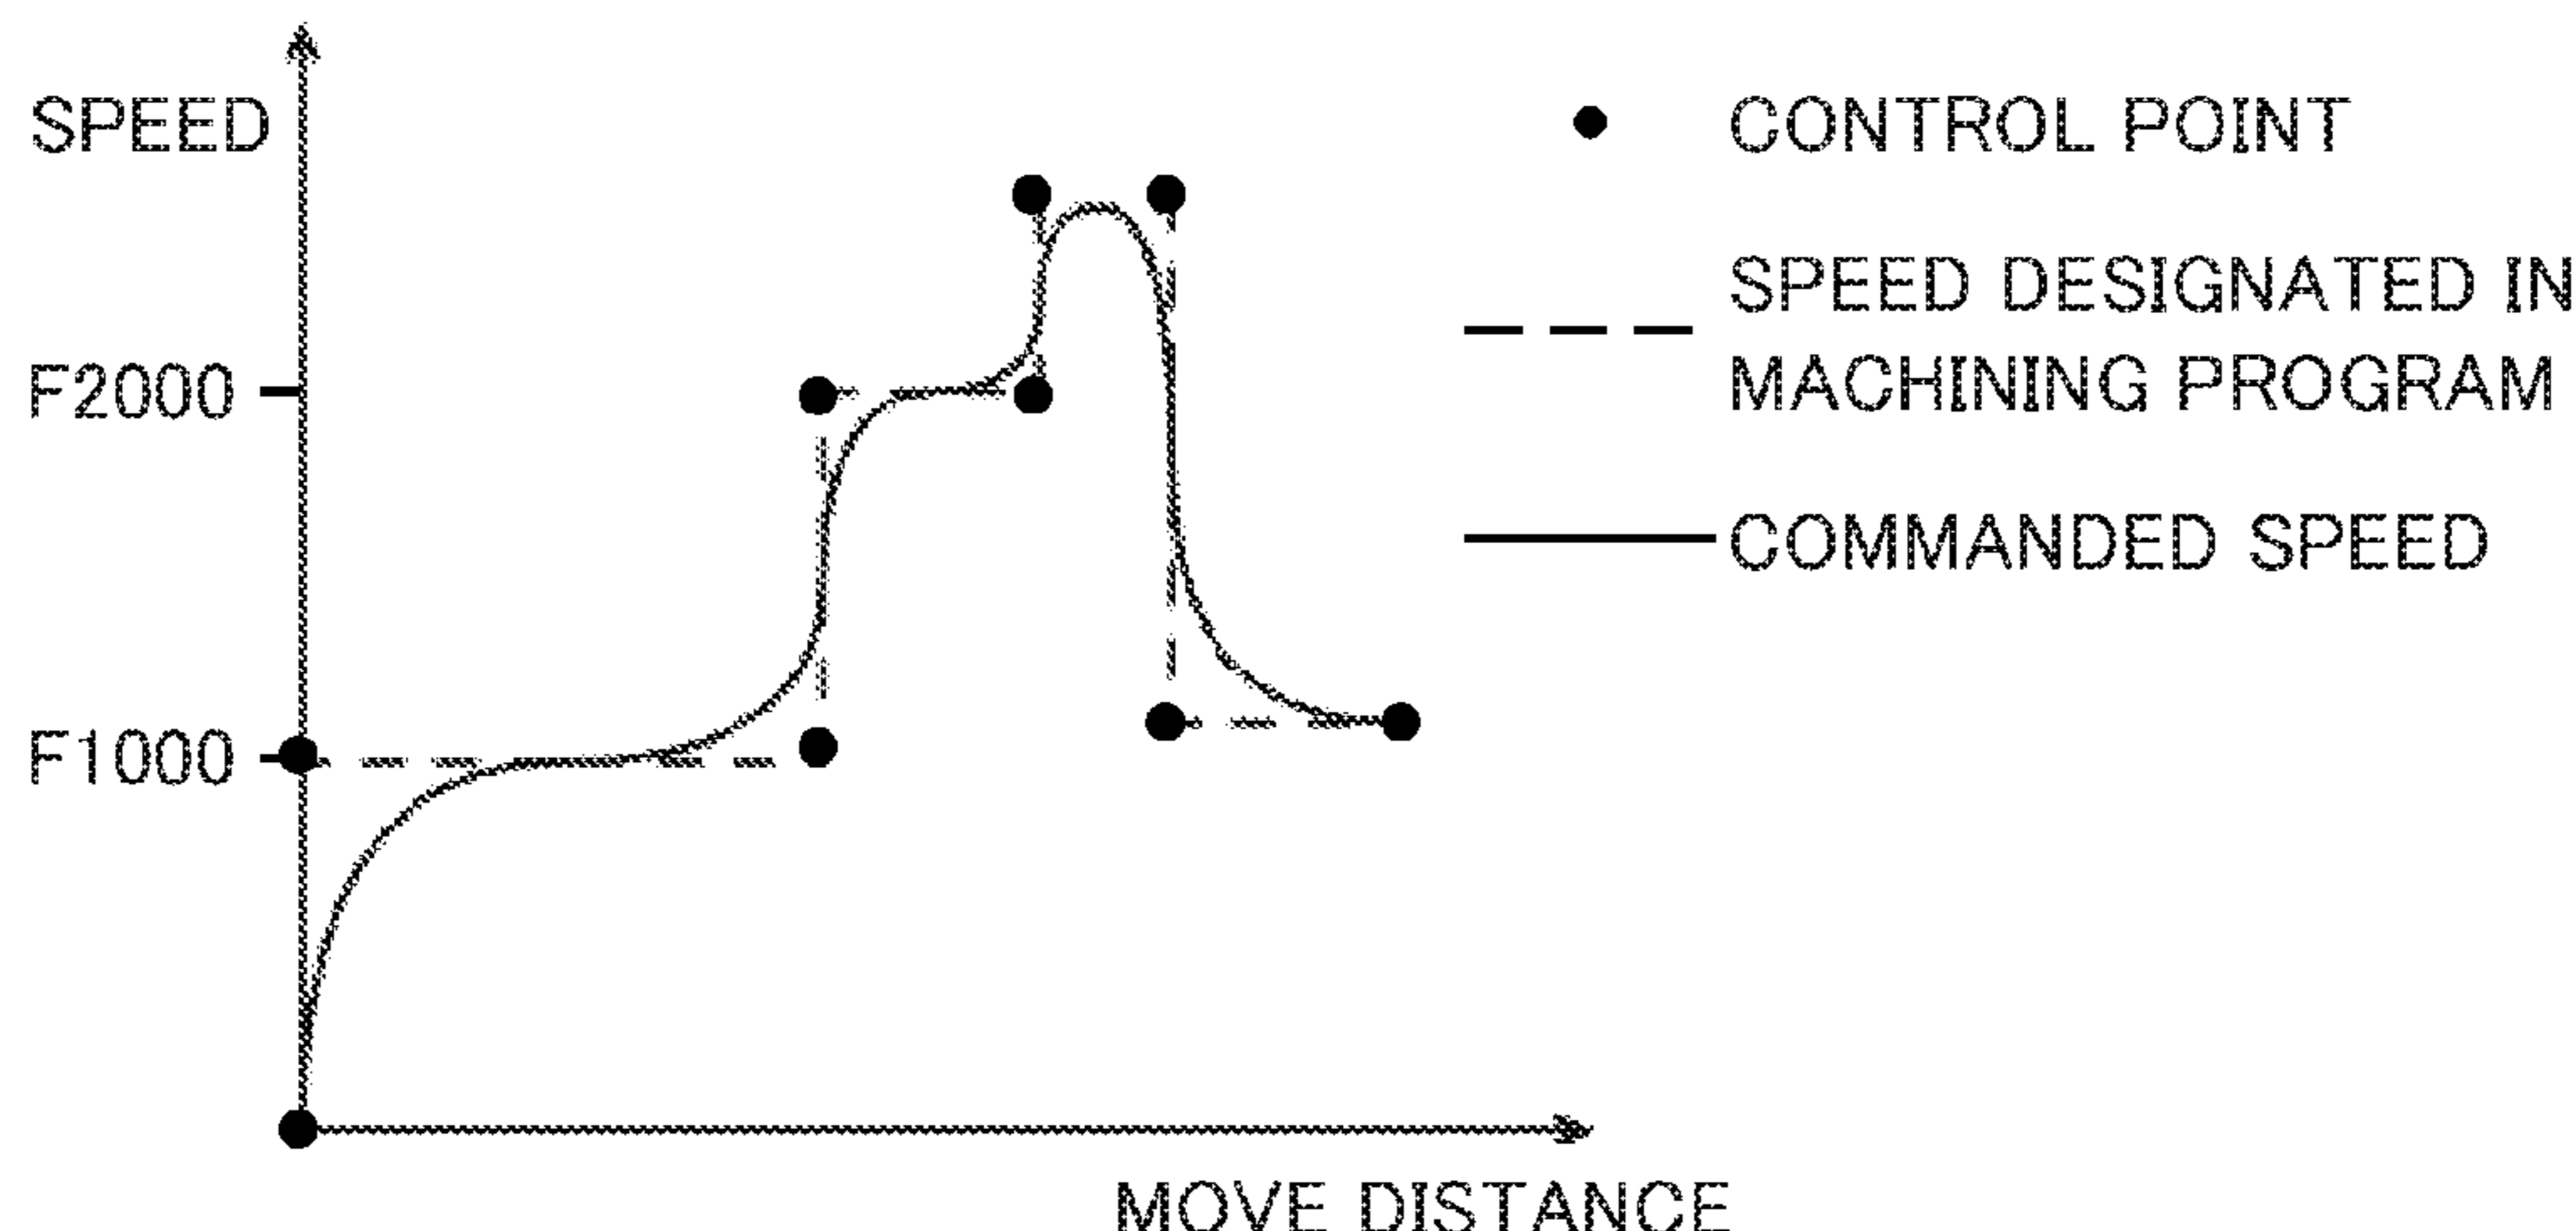 SPEED
F2000
F1000
MOVE DISTANCE
CONTROL POINT
SPEED DESIGNATED IN
MACHINING PROGRAM
COMMANDED SPEED